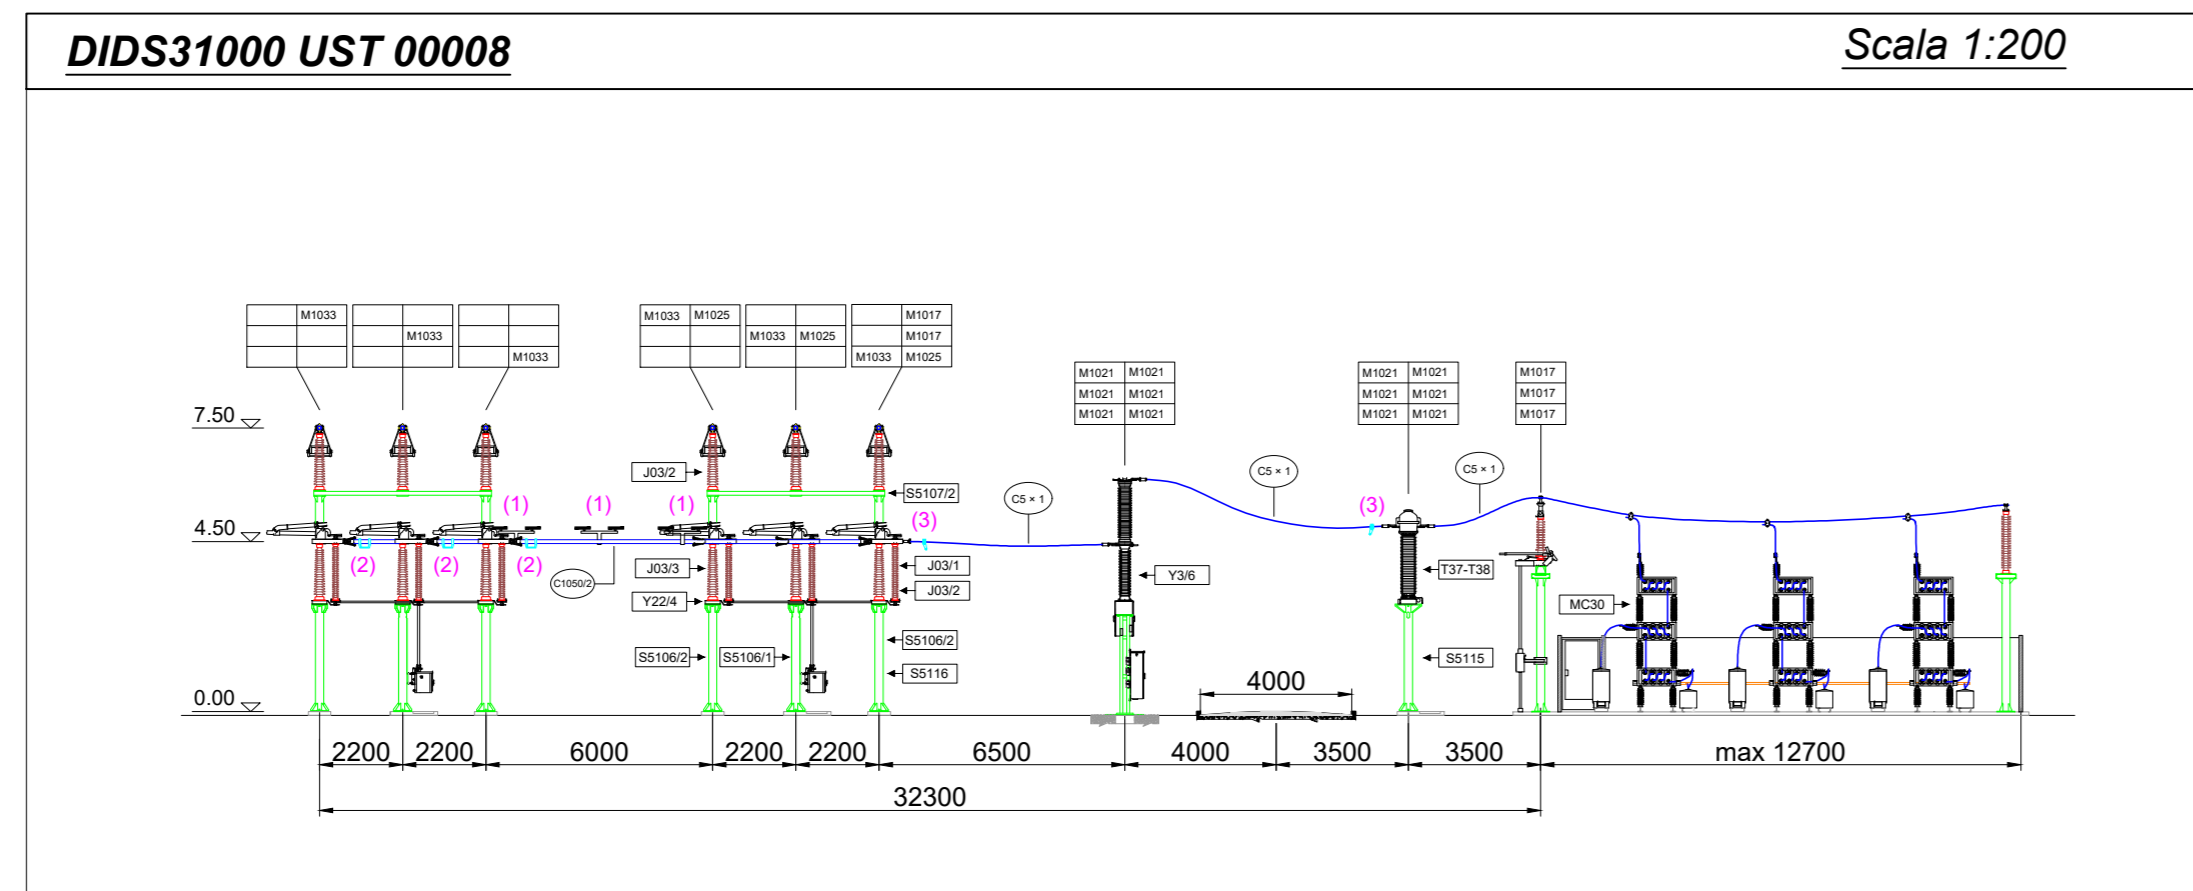 DIDS31000 UST 00008
Scala 1:200
M1033
M1033
M1033
M1033 M1025
M1033 M1025
M1017
M1017
M1033 M1025
M1021 M1021
M1021 M1021
M1021 M1021
M1021 M1021
M1021 M1021
M1021 M1021
M1017
M1017
M1017
7.50
4.50
0.00
J03/2
S5107/2
(1)
(1)
(1)
(3)
(2)
(2)
(2)
C1050/2
C5 × 1
C5 × 1
(3)
C5 × 1
J03/3
Y22/4
J03/1
J03/2
Y3/6
T37-T38
MC30
S5106/2
S5106/1
S5106/2
S5116
S5115
4000
2200 2200 6000 2200 2200 6500 4000 3500 3500 max 12700
32300